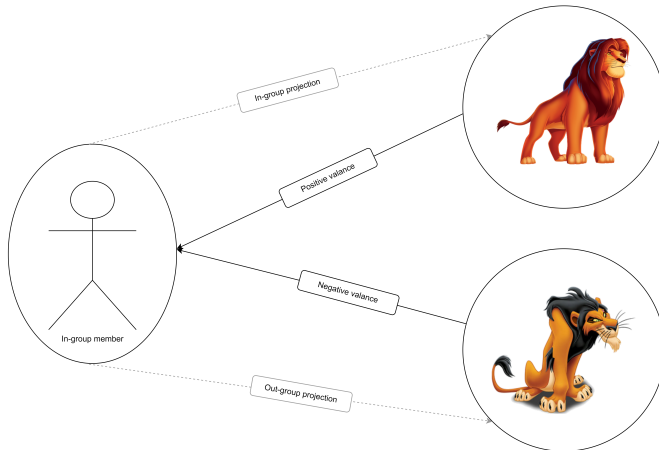 In-group projection
Positive valance
Negative valance
In-group member
Out-group projection